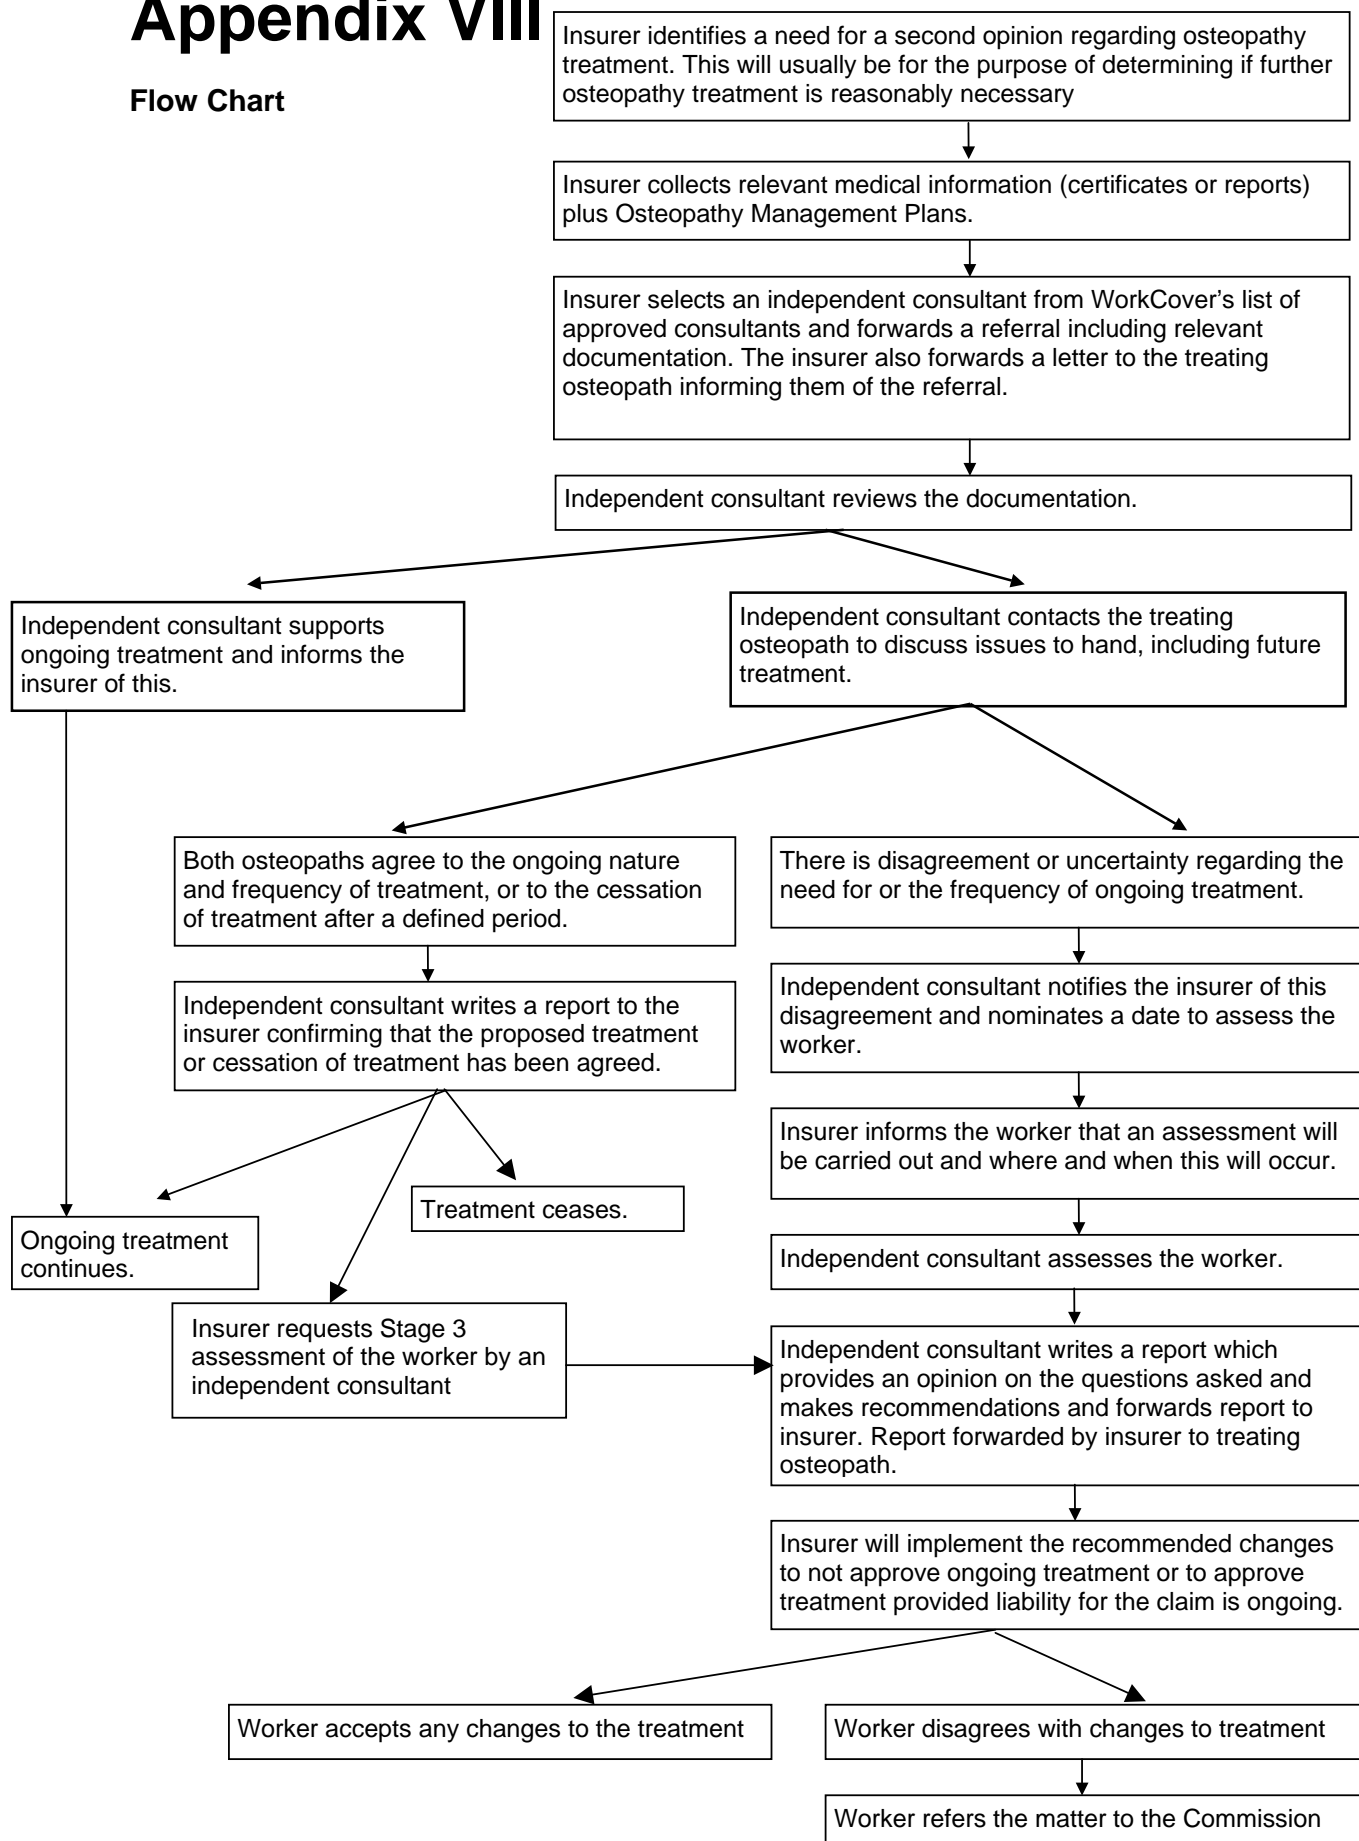 Appendix VIII
Flow Chart
Insurer identifies a need for a second opinion regarding osteopathy
treatment. This will usually be for the purpose of determining if further
osteopathy treatment is reasonably necessary
Insurer collects relevant medical information (certificates or reports)
plus Osteopathy Management Plans.
Insurer selects an independent consultant from WorkCover’s list of
approved consultants and forwards a referral including relevant
documentation. The insurer also forwards a letter to the treating
osteopath informing them of the referral.
Independent consultant reviews the documentation.
Independent consultant supports
ongoing treatment and informs the
insurer of this.
Independent consultant contacts the treating
osteopath to discuss issues to hand, including future
treatment.
Both osteopaths agree to the ongoing nature
and frequency of treatment, or to the cessation
of treatment after a defined period.
There is disagreement or uncertainty regarding the
need for or the frequency of ongoing treatment.
Independent consultant writes a report to the
insurer confirming that the proposed treatment
or cessation of treatment has been agreed.
Independent consultant notifies the insurer of this
disagreement and nominates a date to assess the
worker.
Insurer informs the worker that an assessment will
be carried out and where and when this will occur.
Treatment ceases.
Ongoing treatment
continues.
Independent consultant assesses the worker.
Insurer requests Stage 3
assessment of the worker by an
independent consultant
Independent consultant writes a report which
provides an opinion on the questions asked and
makes recommendations and forwards report to
insurer. Report forwarded by insurer to treating
osteopath.
Insurer will implement the recommended changes
to not approve ongoing treatment or to approve
treatment provided liability for the claim is ongoing.
Worker accepts any changes to the treatment
Worker disagrees with changes to treatment
Worker refers the matter to the Commission